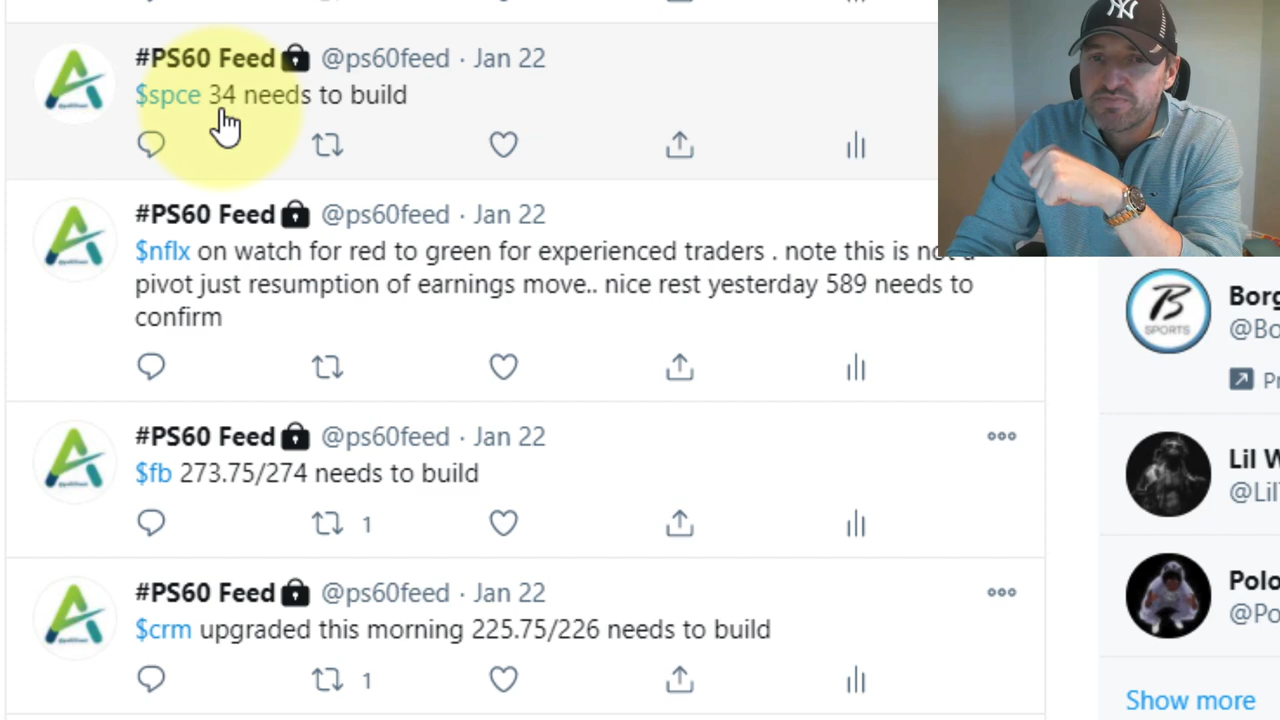 #PS60 Feed @ps60feed · Jan 22
$spce 34 needs to build
#PS60 Feed @ps60feed · Jan 22
$nflx on watch for red to green for experienced traders . note this is not a
pivot just resumption of earnings move.. nice rest yesterday 589 needs to
confirm
#PS60 Feed @ps60feed · Jan 22
$fb 273.75/274 needs to build
1
#PS60 Feed @ps60feed · Jan 22
$crm upgraded this morning 225.75/226 needs to build
1
NY
B
SPORTS
Borg
@Bo
Pr
Lil W
@Lil
Polo
@Po
Show more